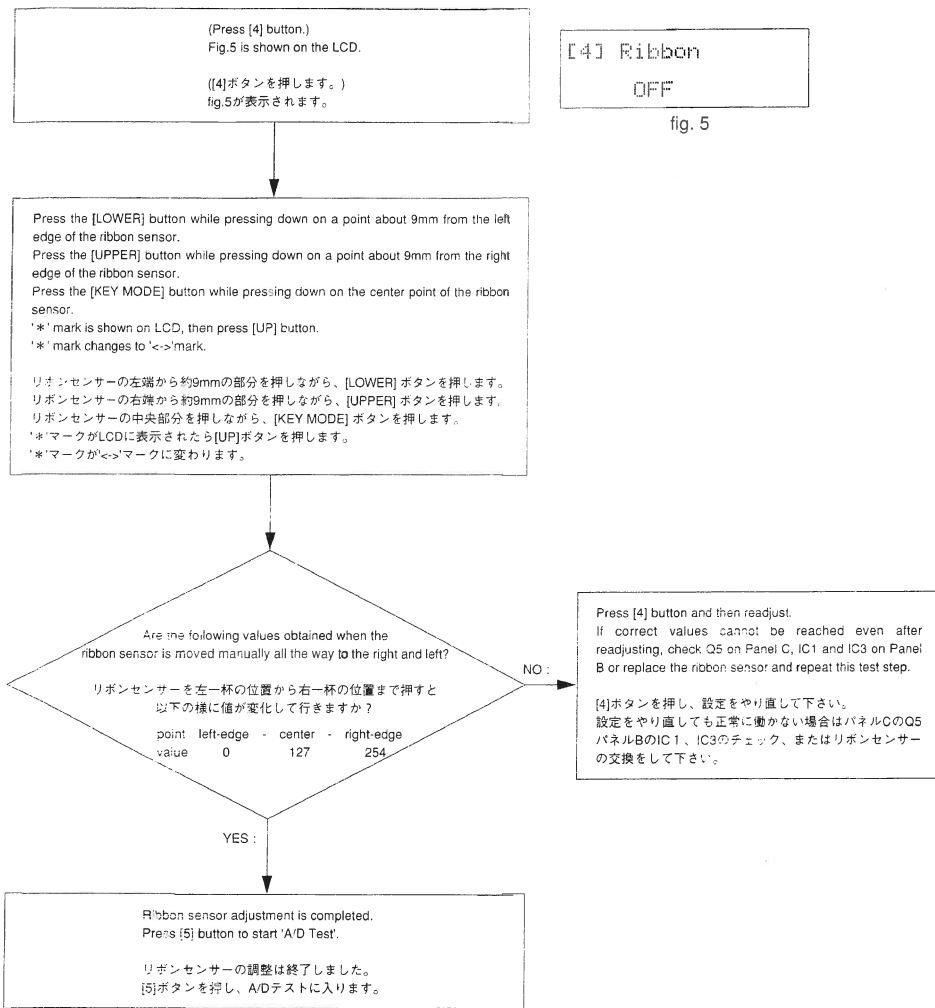 (Press [4] button.)
Fig.5 is shown on the LCD.
([4]ボタンを押します。)
fig.5が表示されます。
[4] Ribbon
OFF
fig. 5
Press the [LOWER] button while pressing down on a point about 9mm from the left
edge of the ribbon sensor.
Press the [UPPER] button while pressing down on a point about 9mm from the right
edge of the ribbon sensor.
Press the [KEY MODE] button while pressing down on the center point of the ribbon
sensor.
'＊' mark is shown on LCD, then press [UP] button.
'＊' mark changes to '<->'mark.
リボンセンサーの左端から約9mmの部分を押しながら、[LOWER] ボタンを押します。
リボンセンサーの右端から約9mmの部分を押しながら、[UPPER] ボタンを押します。
リボンセンサーの中央部分を押しながら、[KEY MODE] ボタンを押します。
'＊'マークがLCDに表示されたら[UP]ボタンを押します。
'＊'マークが'<->'マークに変わります。
Are the following values obtained when the
ribbon sensor is moved manually all the way to the right and left?
リボンセンサーを左一杯の位置から右一杯の位置まで押すと
以下の様に値が変化して行きますか？
point left-edge - center - right-edge
value 0 127 254
NO :
Press [4] button and then readjust.
If correct values cannot be reached even after
readjusting, check Q5 on Panel C, IC1 and IC3 on Panel
B or replace the ribbon sensor and repeat this test step.
[4]ボタンを押し、設定をやり直して下さい。
設定をやり直しても正常に働かない場合はパネルCのQ5
パネルBのIC1、IC3のチェック、またはリボンセンサー
の交換をして下さい。
YES :
Ribbon sensor adjustment is completed.
Press [5] button to start 'A/D Test'.
リボンセンサーの調整は終了しました。
[5]ボタンを押し、A/Dテストに入ります。